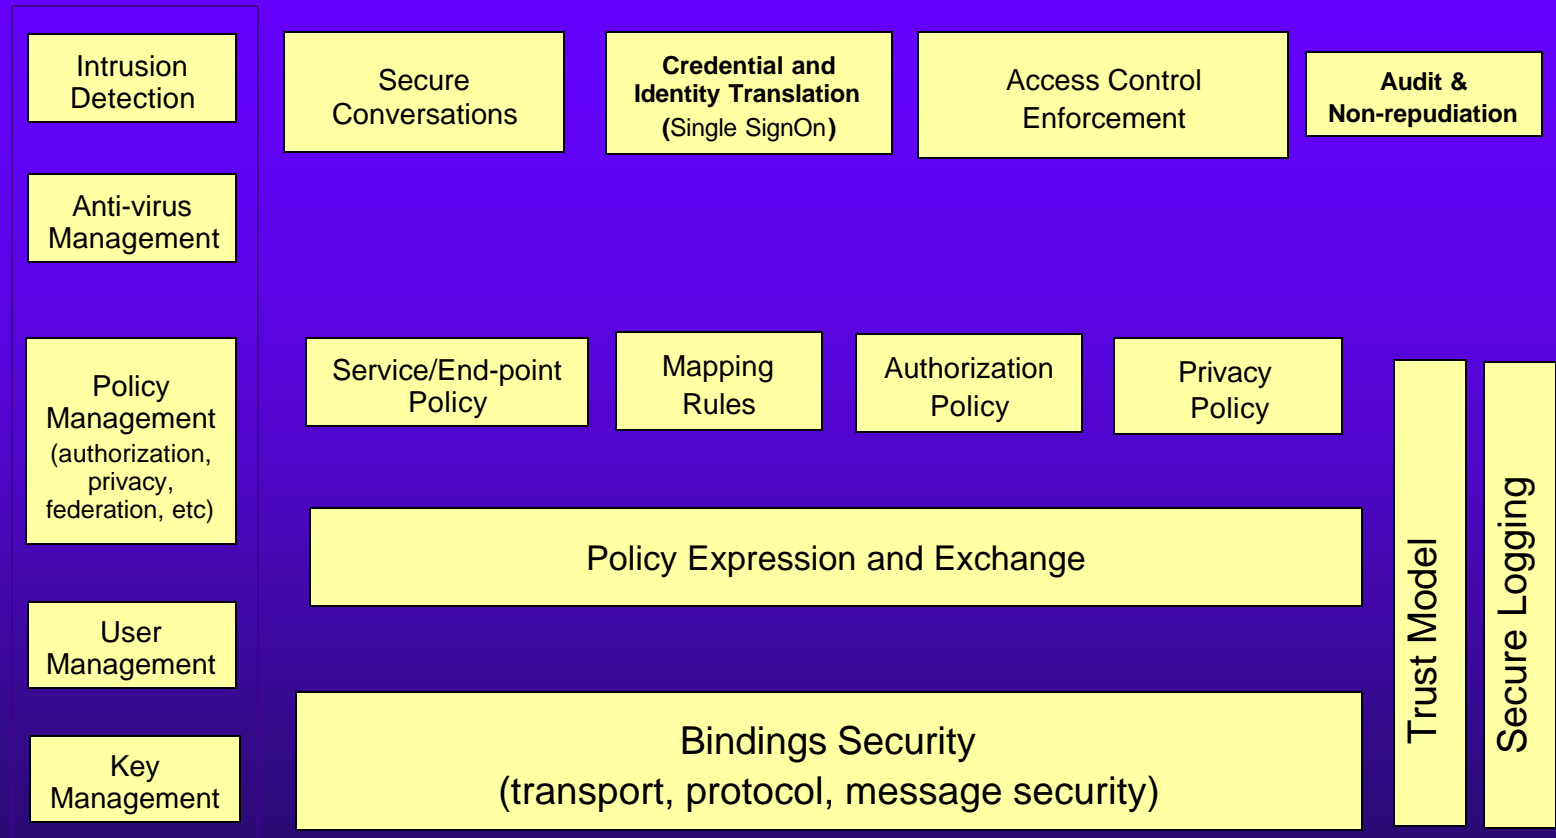 Intrusion
Detection
Secure
Conversations
Credential and
Identity Translation
(Single SignOn)
Access Control
Enforcement
Audit &
Non-repudiation
Anti-virus
Management
Policy
Management
(authorization,
privacy,
federation, etc)
Service/End-point
Policy
Mapping
Rules
Authorization
Policy
Privacy
Policy
Policy Expression and Exchange
User
Management
Key
Management
Bindings Security
(transport, protocol, message security)
Trust Model
Secure Logging